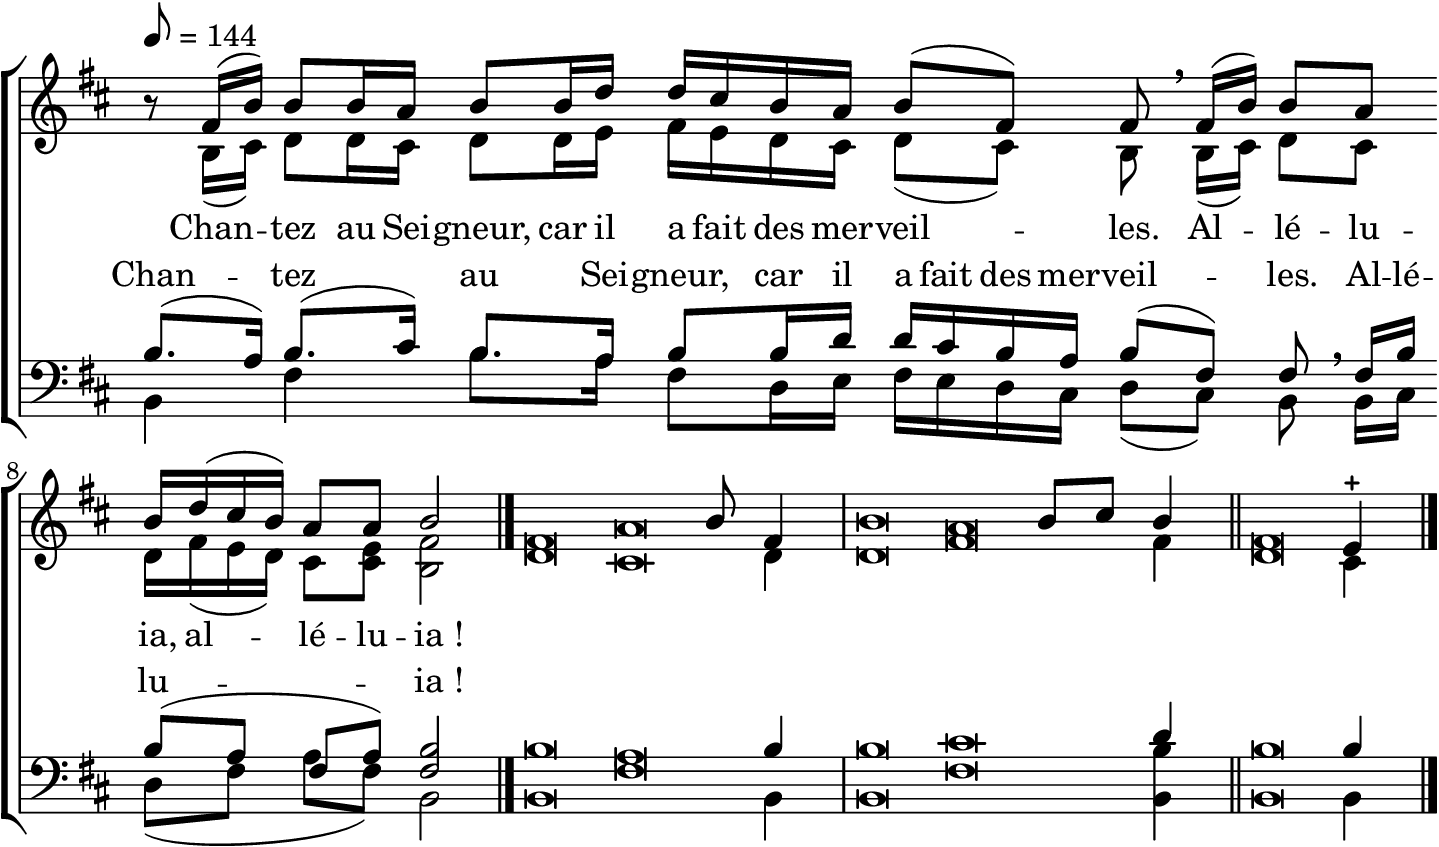 ♪ = 144
Chan -- tez au Seigneur, car il a fait des merveil -- les. Al -- lé -- lu --
Chan -- tez au Seigneur, car il a fait des merveil -- les. Al -- lé --
8
ia, al -- lé -- lu -- ia !
lu -- -- ia !